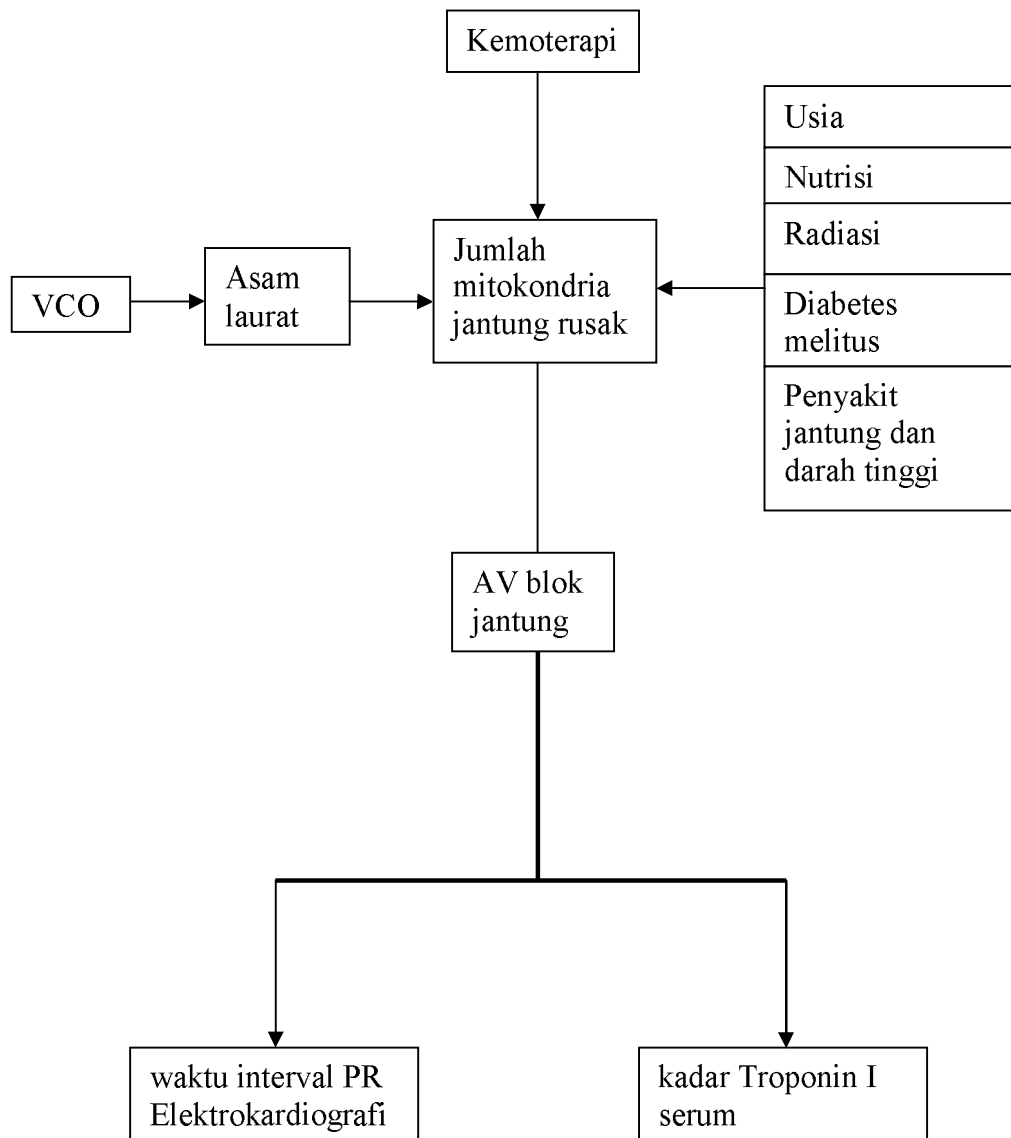 Kemoterapi
Usia
Nutrisi
Radiasi
Diabetes
melitus
Penyakit
jantung dan
darah tinggi
VCO
Asam
laurat
Jumlah
mitokondria
jantung rusak
AV blok
jantung
waktu interval PR
Elektrokardiografi
kadar Troponin I
serum